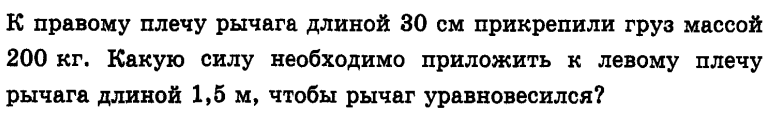 К правому плечу рычага длиной 30 см прикрепили груз массой
200 кг. Какую силу необходимо приложить к левому плечу
рычага длиной 1,5 м, чтобы рычаг уравновесился?